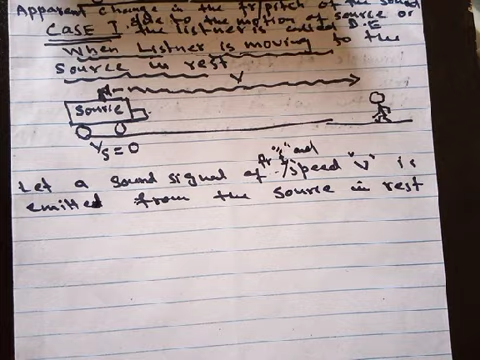 Apparent change in the fr/pitch of the sound
due to the motion of source or
CASE I. the listner is called D.E
When Listner is moving to the
source in rest
V
Source
Vs = 0
fr "f" and
Let a sound signal of speed "V" is
emitted from the source in rest